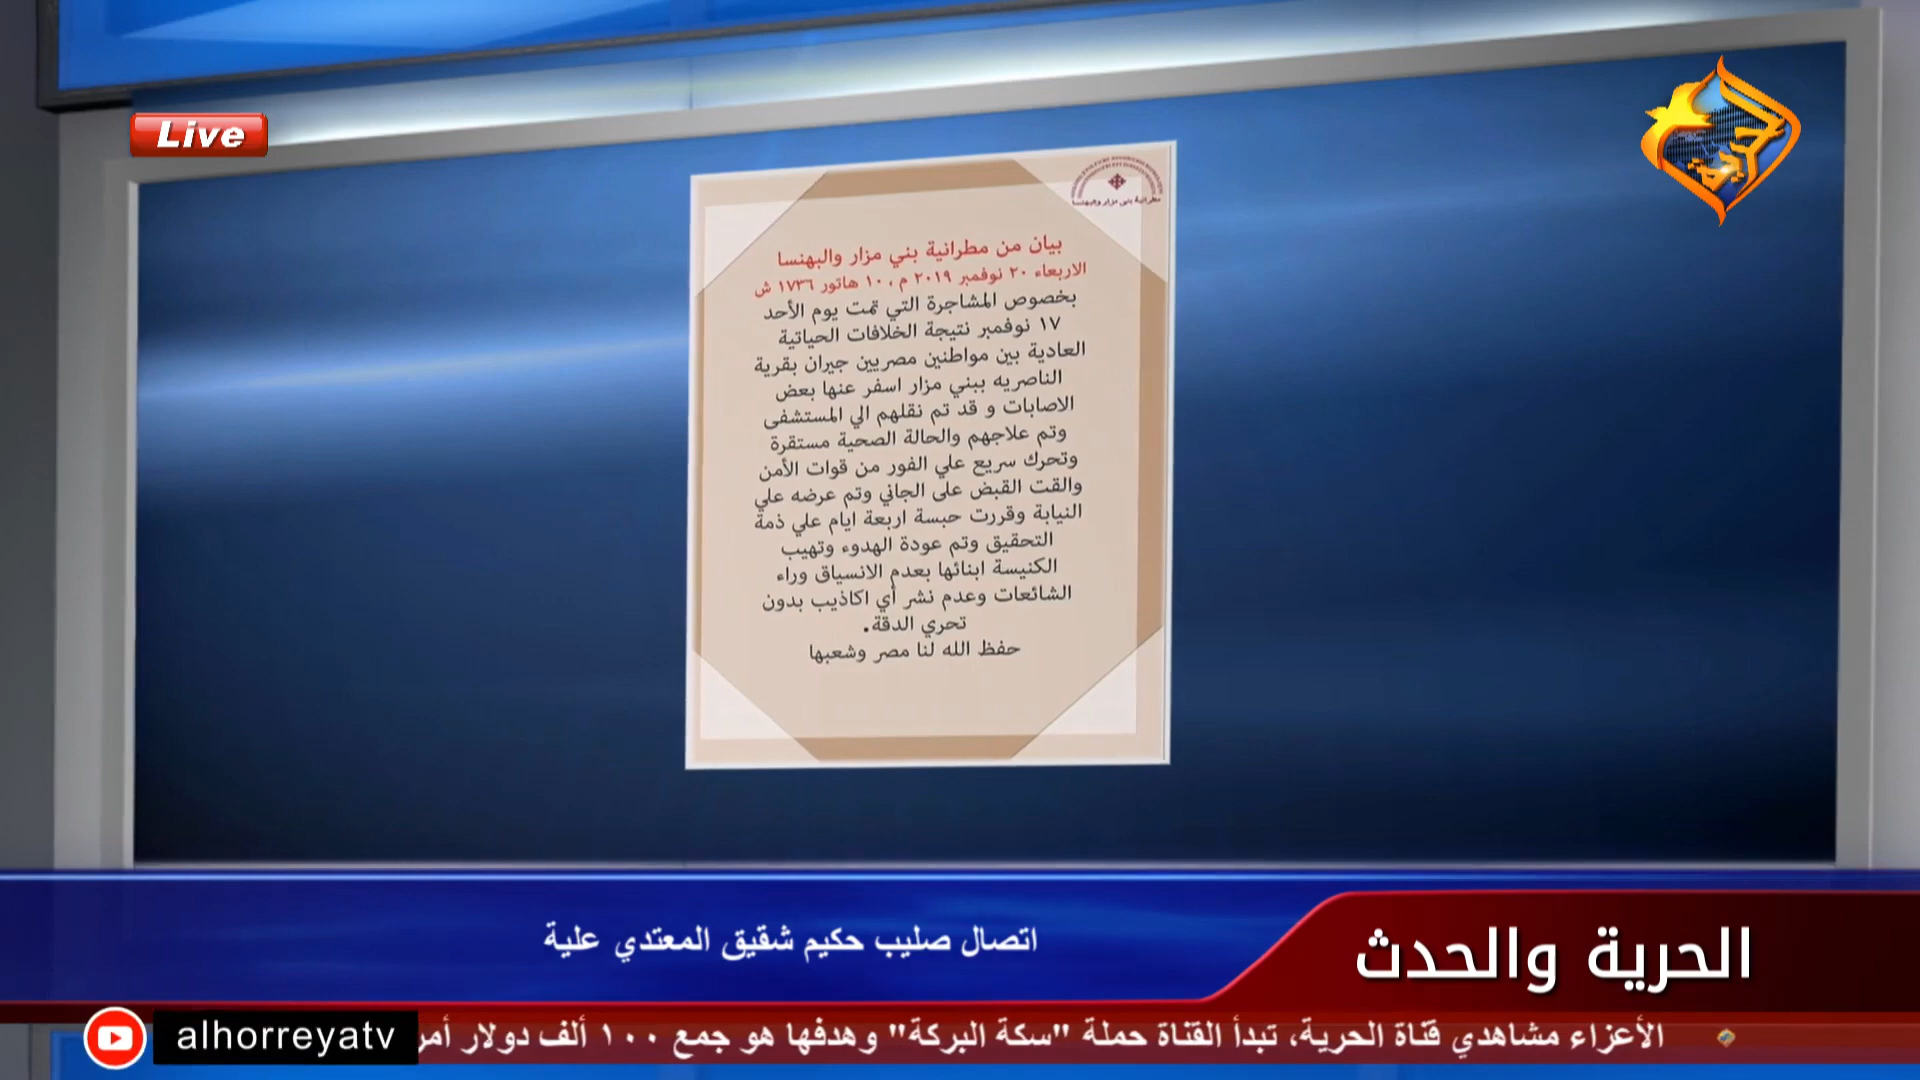 Live
الحرية
مطرانية بني مزار والبهنسا
بيان من مطرانية بني مزار والبهنسا
الاربعاء ٢٠ نوفمبر ٢٠١٩ م ، ١٠ هاتور ١٧٣٦ ش
بخصوص المشاجرة التي تمت يوم الأحد
١٧ نوفمبر نتيجة الخلافات الحياتية
العادية بين مواطنين مصريين جيران بقرية
الناصريه ببني مزار اسفر عنها بعض
الاصابات و قد تم نقلهم الي المستشفى
وتم علاجهم والحالة الصحية مستقرة
وتحرك سريع علي الفور من قوات الأمن
والقت القبض على الجاني وتم عرضه علي
النيابة وقررت حبسة اربعة ايام علي ذمة
التحقيق وتم عودة الهدوء وتهيب
الكنيسة ابنائها بعدم الانسياق وراء
الشائعات وعدم نشر أي اكاذيب بدون
تحري الدقة.
حفظ الله لنا مصر وشعبها
الحرية والحدث
اتصال صليب حكيم شقيق المعتدي علية
الأعزاء مشاهدي قناة الحرية، تبدأ القناة حملة "سكة البركة" وهدفها هو جمع ١٠٠ ألف دولار أمر
alhorreyatv